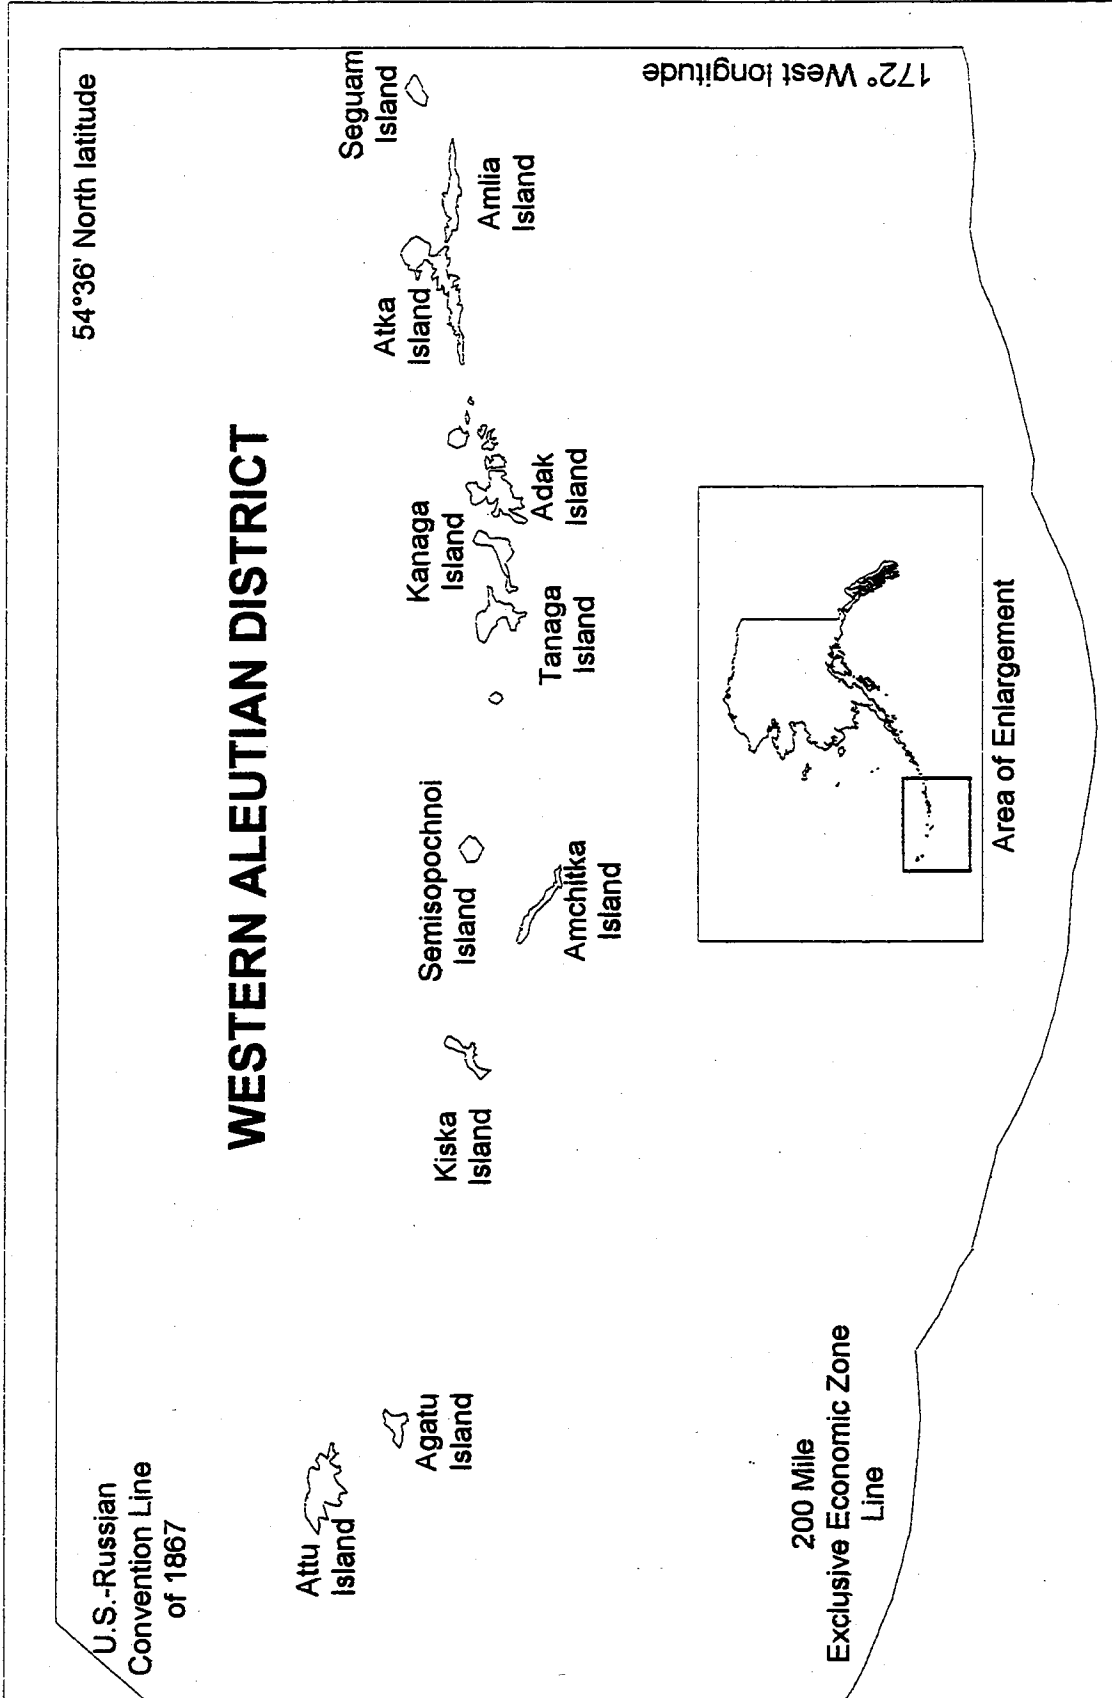 WESTERN ALEUTIAN DISTRICT
54°36' North latitude
U.S.-Russian
Convention Line
of 1867
172° West longitude
Seguam
Island
Atka
Island
Amlia
Island
Kanaga
Island
Adak
Island
Tanaga
Island
Semisopochnoi
Island
Amchitka
Island
Kiska
Island
Agatu
Island
Attu
Island
200 Mile
Exclusive Economic Zone
Line
Area of Enlargement